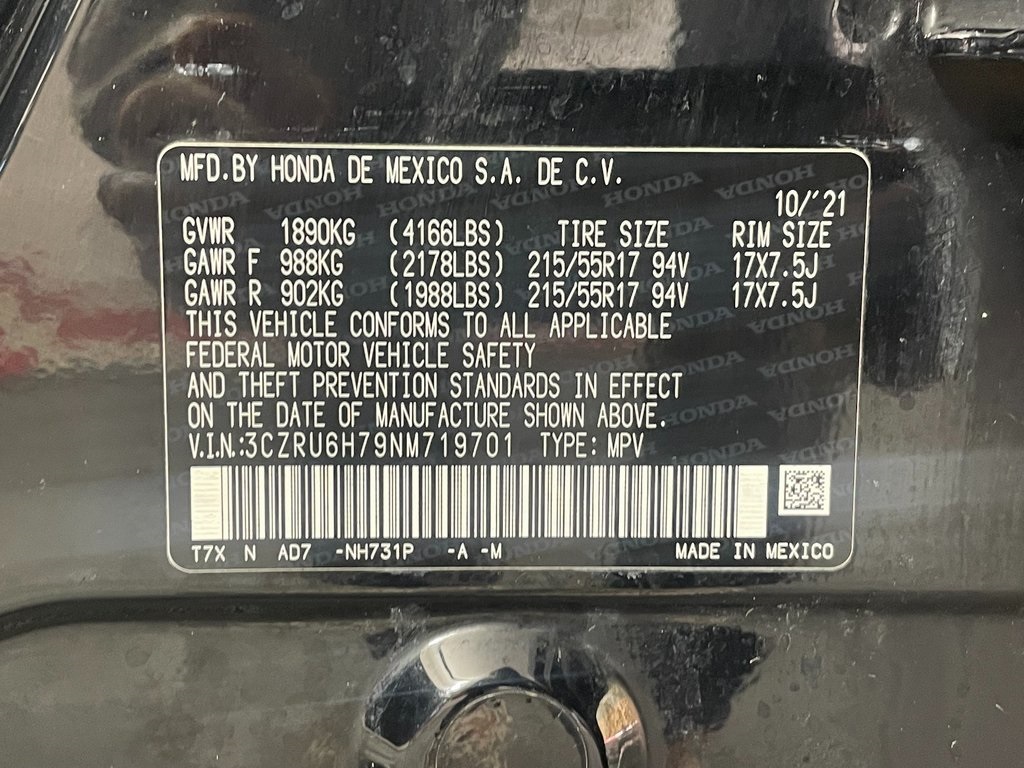 MFD.BY HONDA DE MEXICO S.A. DE C.V.
10/'21
GVWR 1890KG (4166LBS) TIRE SIZE RIM SIZE
GAWR F 988KG (2178LBS) 215/55R17 94V 17X7.5J
GAWR R 902KG (1988LBS) 215/55R17 94V 17X7.5J
THIS VEHICLE CONFORMS TO ALL APPLICABLE
FEDERAL MOTOR VEHICLE SAFETY
AND THEFT PREVENTION STANDARDS IN EFFECT
ON THE DATE OF MANUFACTURE SHOWN ABOVE.
V.I.N.:3CZRU6H79NM719701 TYPE: MPV
T7X N AD7 -NH731P -A -M MADE IN MEXICO